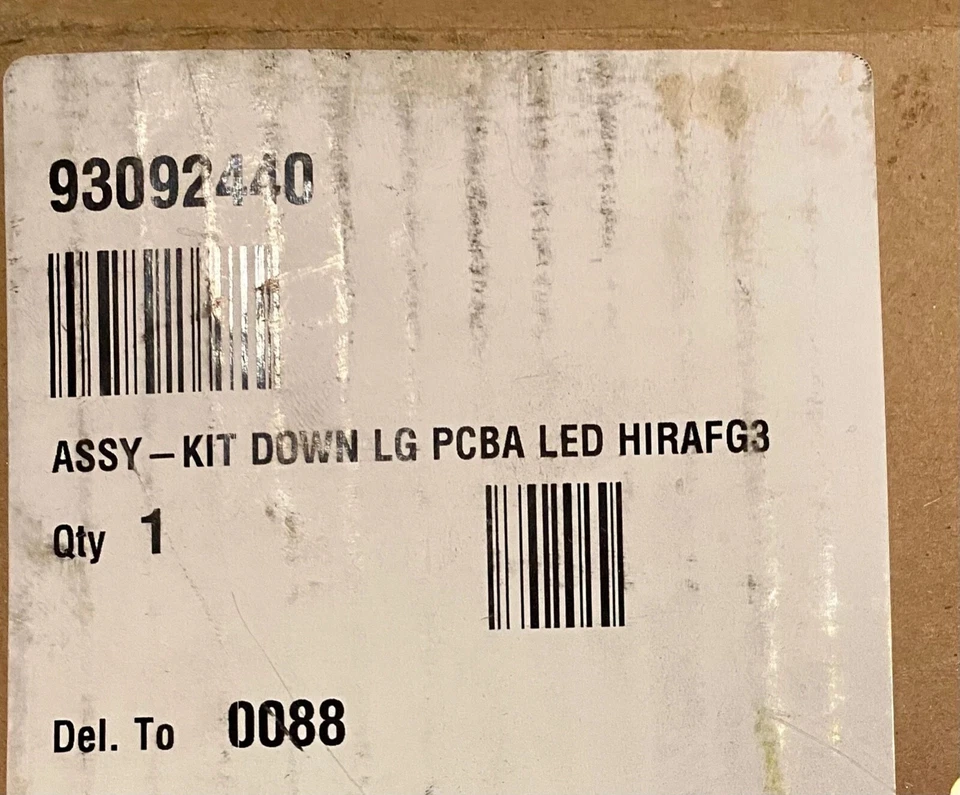 93092440
ASSY-KIT DOWN LG PCBA LED HIRAFG3
Qty 1
Del. To 0088